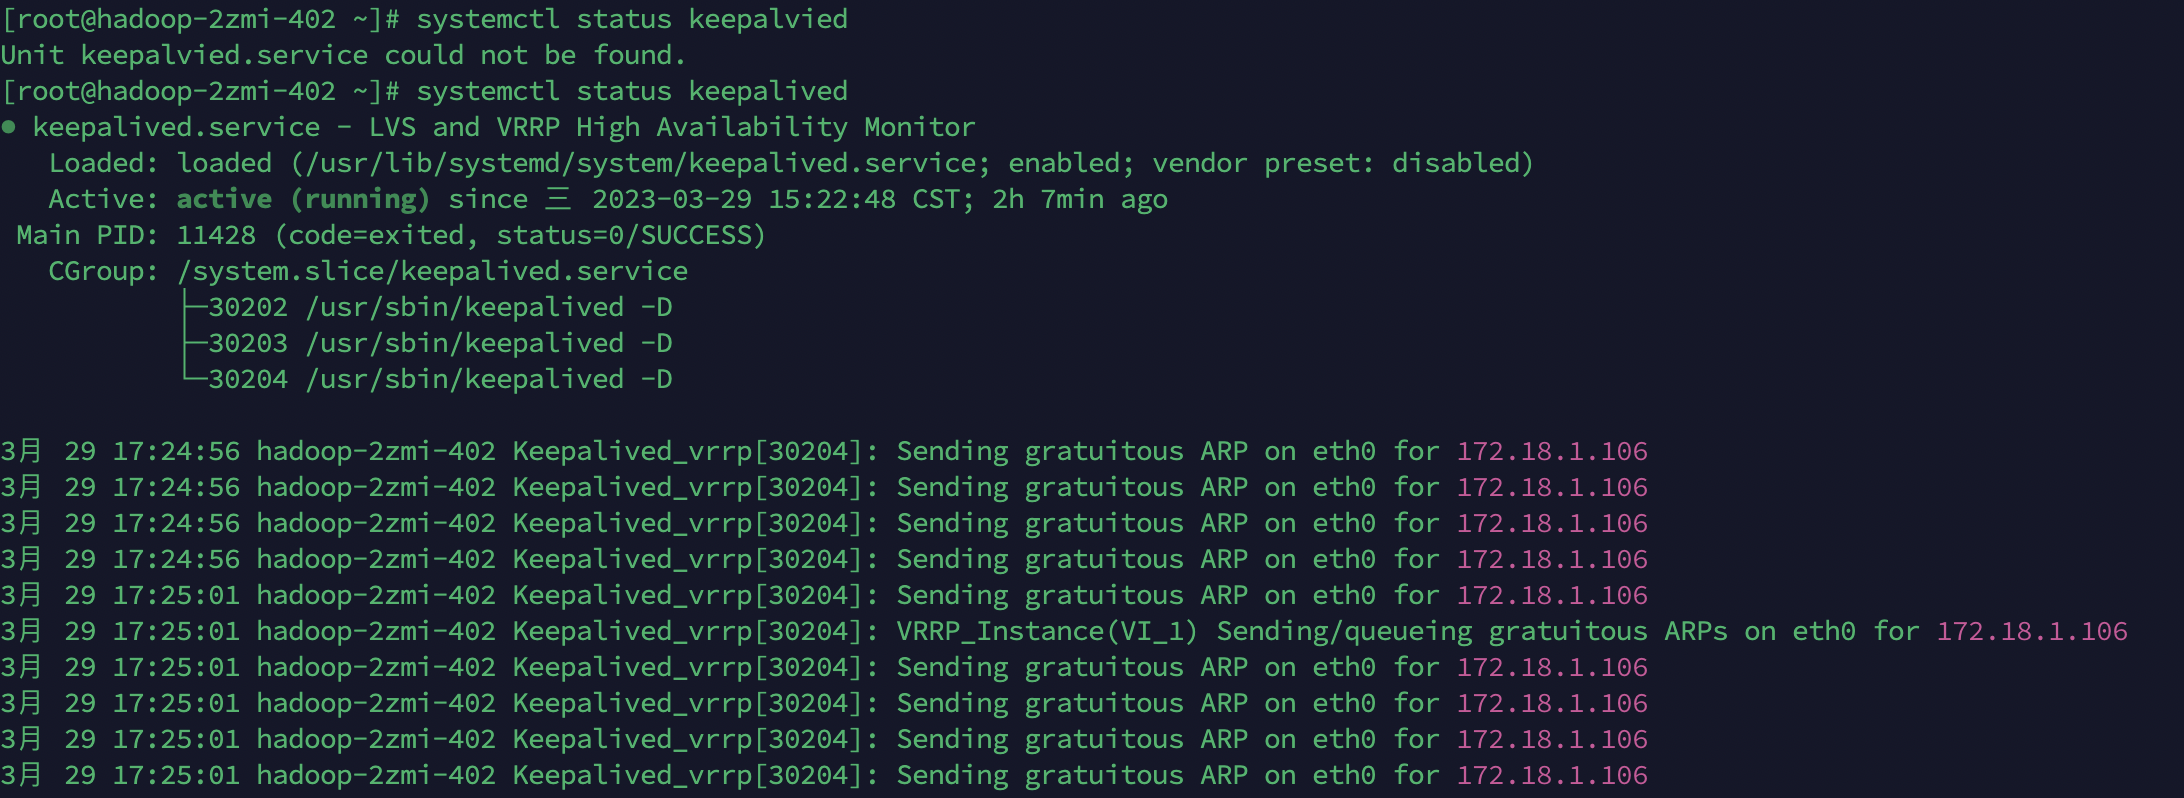 [root@hadoop-2zmi-402 ~]# systemctl status keepalvied
Unit keepalvied.service could not be found.
[root@hadoop-2zmi-402 ~]# systemctl status keepalived
● keepalived.service - LVS and VRRP High Availability Monitor
   Loaded: loaded (/usr/lib/systemd/system/keepalived.service; enabled; vendor preset: disabled)
   Active: active (running) since 三 2023-03-29 15:22:48 CST; 2h 7min ago
 Main PID: 11428 (code=exited, status=0/SUCCESS)
   CGroup: /system.slice/keepalived.service
           ├─30202 /usr/sbin/keepalived -D
           ├─30203 /usr/sbin/keepalived -D
           └─30204 /usr/sbin/keepalived -D

3月 29 17:24:56 hadoop-2zmi-402 Keepalived_vrrp[30204]: Sending gratuitous ARP on eth0 for 172.18.1.106
3月 29 17:24:56 hadoop-2zmi-402 Keepalived_vrrp[30204]: Sending gratuitous ARP on eth0 for 172.18.1.106
3月 29 17:24:56 hadoop-2zmi-402 Keepalived_vrrp[30204]: Sending gratuitous ARP on eth0 for 172.18.1.106
3月 29 17:24:56 hadoop-2zmi-402 Keepalived_vrrp[30204]: Sending gratuitous ARP on eth0 for 172.18.1.106
3月 29 17:25:01 hadoop-2zmi-402 Keepalived_vrrp[30204]: Sending gratuitous ARP on eth0 for 172.18.1.106
3月 29 17:25:01 hadoop-2zmi-402 Keepalived_vrrp[30204]: VRRP_Instance(VI_1) Sending/queueing gratuitous ARPs on eth0 for 172.18.1.106
3月 29 17:25:01 hadoop-2zmi-402 Keepalived_vrrp[30204]: Sending gratuitous ARP on eth0 for 172.18.1.106
3月 29 17:25:01 hadoop-2zmi-402 Keepalived_vrrp[30204]: Sending gratuitous ARP on eth0 for 172.18.1.106
3月 29 17:25:01 hadoop-2zmi-402 Keepalived_vrrp[30204]: Sending gratuitous ARP on eth0 for 172.18.1.106
3月 29 17:25:01 hadoop-2zmi-402 Keepalived_vrrp[30204]: Sending gratuitous ARP on eth0 for 172.18.1.106